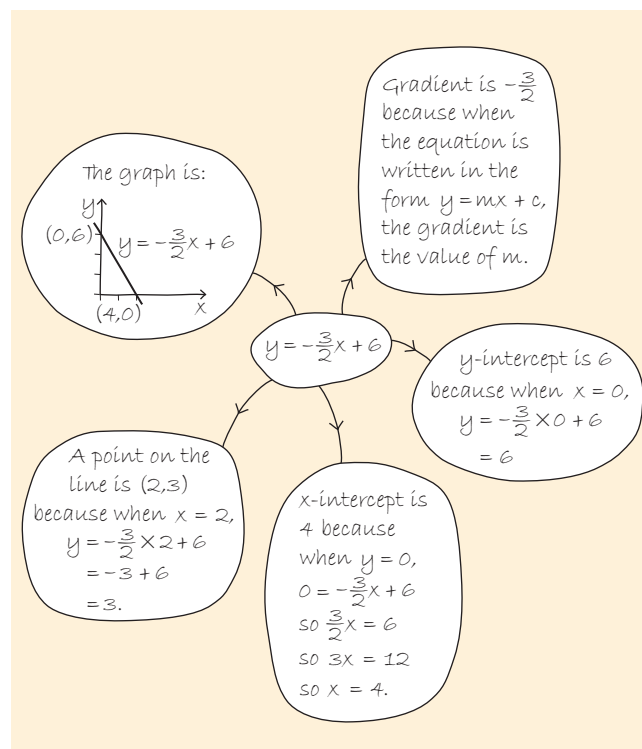 Gradient is −3/2
because when
the equation is
written in the
form y = mx + c,
the gradient is
the value of m.
The graph is:
y
(0,6)
y = −3/2x + 6
(4,0)
x
y = −3/2x + 6
y-intercept is 6
because when x = 0,
y = −3/2 × 0 + 6
= 6
A point on the
line is (2,3)
because when x = 2,
y = −3/2 × 2 + 6
= −3 + 6
= 3.
x-intercept is
4 because
when y = 0,
0 = −3/2x + 6
so 3/2x = 6
so 3x = 12
so x = 4.